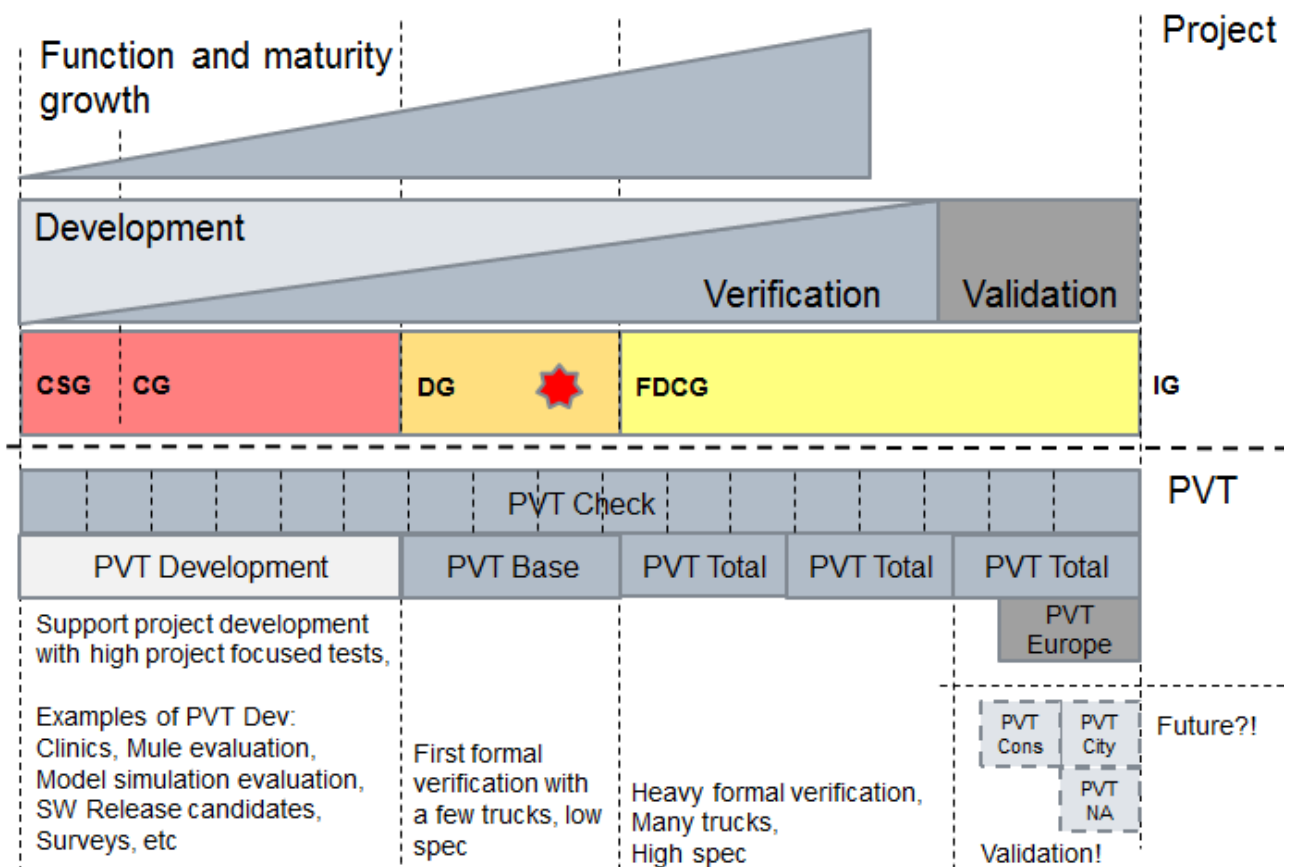 Project
Function and maturity
growth
Development
Verification
Validation
CSG
CG
DG
FDCG
IG
PVT
PVT Check
PVT Development
PVT Base
PVT Total
PVT Total
PVT Total
PVT
Europe
Support project development
with high project focused tests,
Examples of PVT Dev:
Clinics, Mule evaluation,
Model simulation evaluation,
SW Release candidates,
Surveys, etc
First formal
verification with
a few trucks, low
spec
Heavy formal verification,
Many trucks,
High spec
PVT
Cons
PVT
City
PVT
NA
Future?!
Validation!